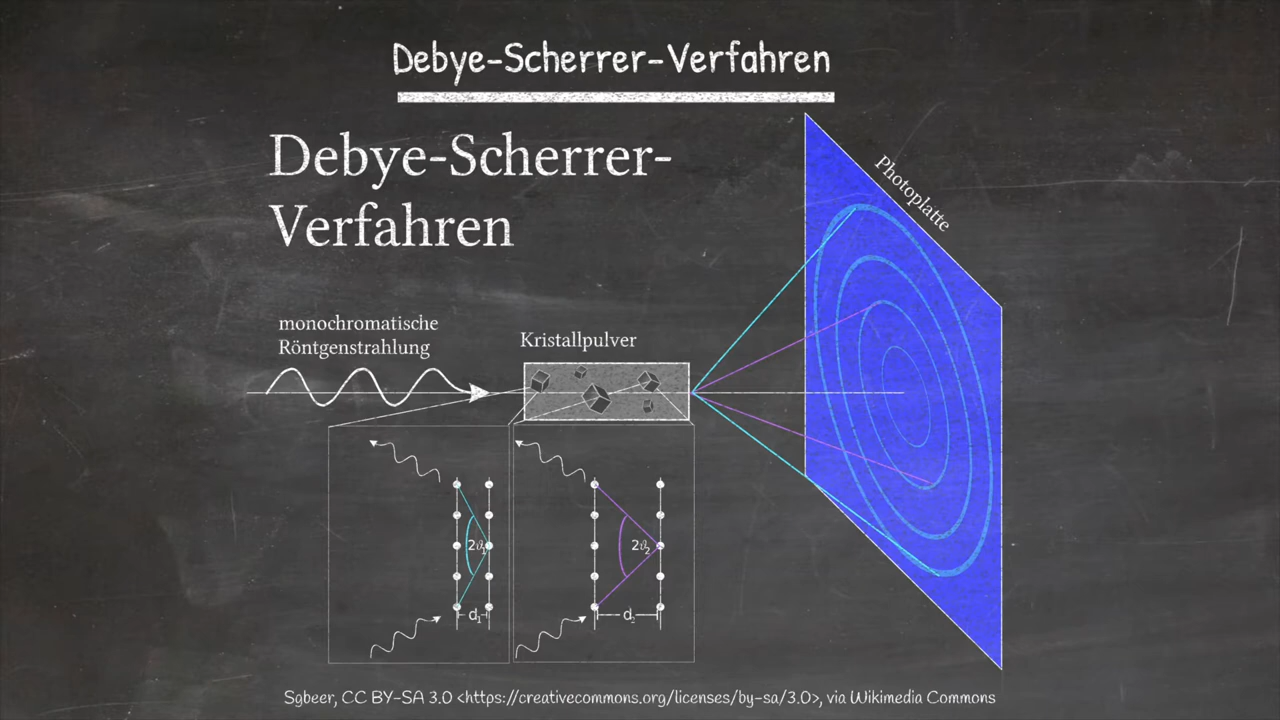 Debye-Scherrer-Verfahren
Debye-Scherrer-
Verfahren
Photoplatte
monochromatische
Röntgenstrahlung
Kristallpulver
2ϑ1
2ϑ2
d1
d2
Sgbeer, CC BY-SA 3.0 <https://creativecommons.org/licenses/by-sa/3.0>, via Wikimedia Commons